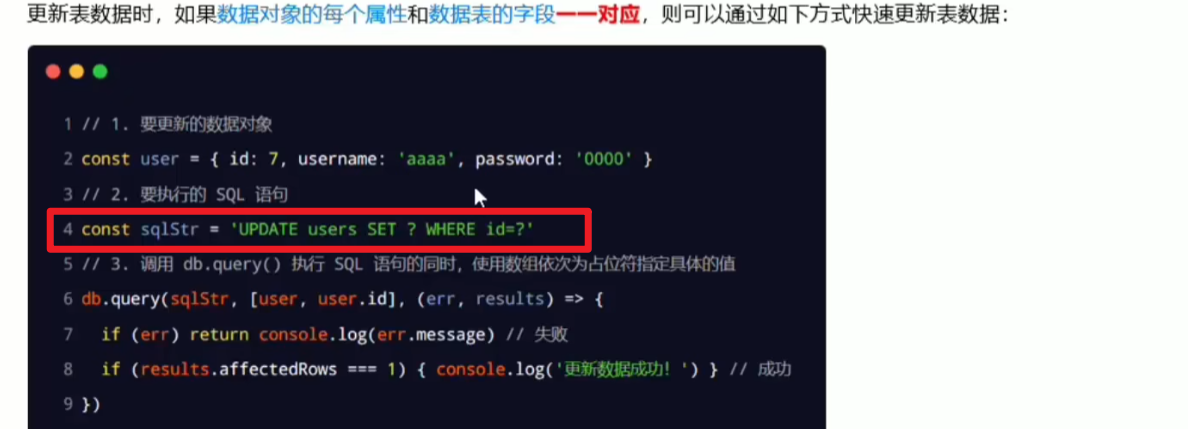 更新表数据时，如果数据对象的每个属性和数据表的字段一一对应，则可以通过如下方式快速更新表数据：
1 // 1. 要更新的数据对象
2 const user = { id: 7, username: 'aaaa', password: '0000' }
3 // 2. 要执行的 SQL 语句
4 const sqlStr = 'UPDATE users SET ? WHERE id=?'
5 // 3. 调用 db.query() 执行 SQL 语句的同时，使用数组依次为占位符指定具体的值
6 db.query(sqlStr, [user, user.id], (err, results) => {
7   if (err) return console.log(err.message) // 失败
8   if (results.affectedRows === 1) { console.log('更新数据成功！') } // 成功
9 })